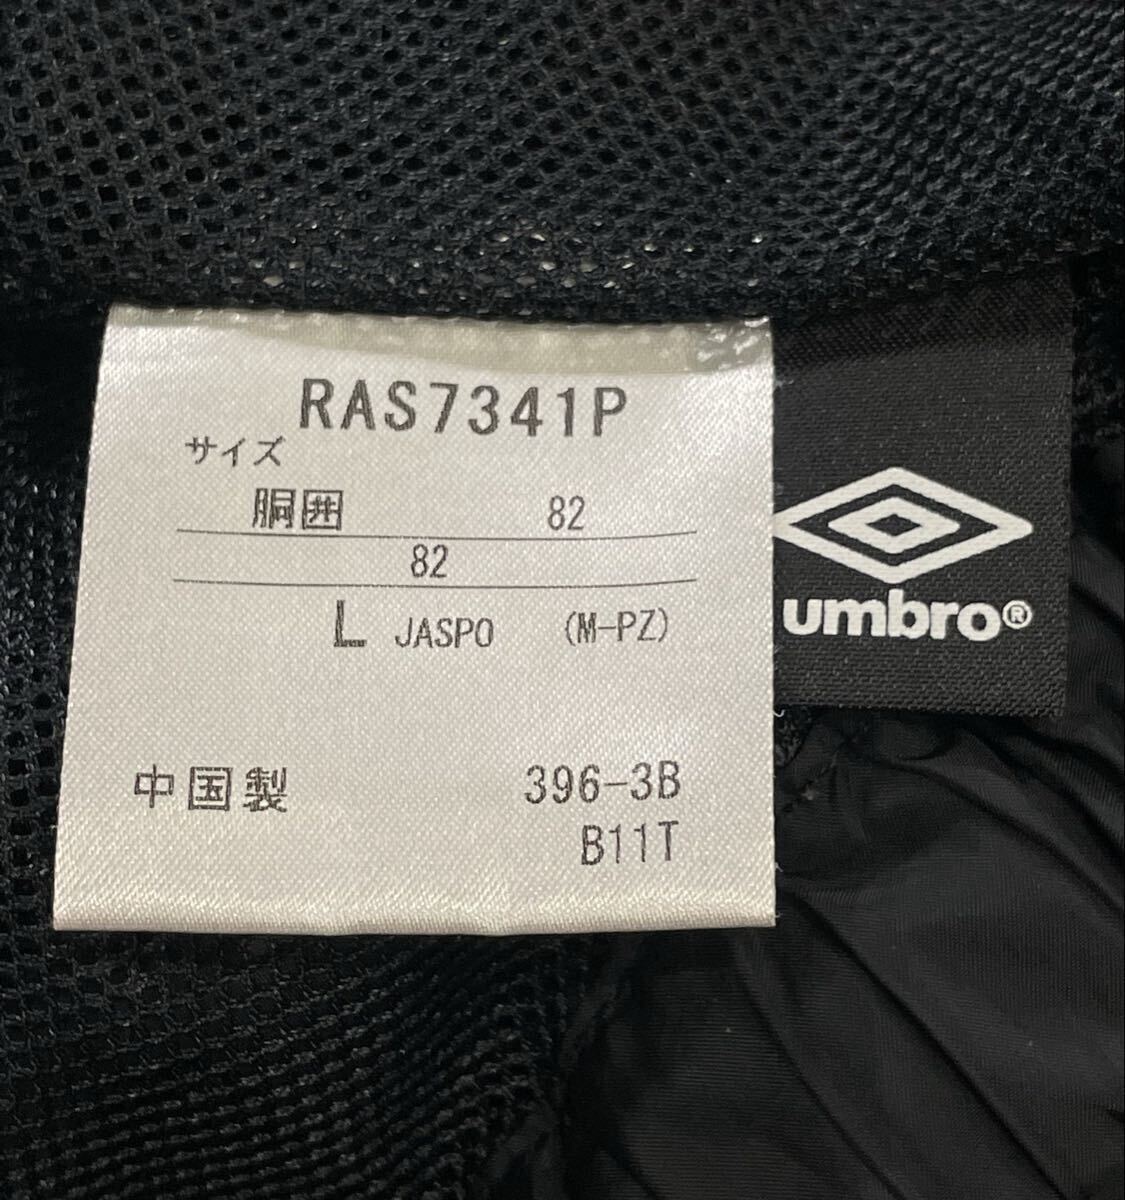 RAS7341P
サイズ
胴囲 82
82
L JASPO (M-PZ)
中国製 396-3B
B11T
umbro®